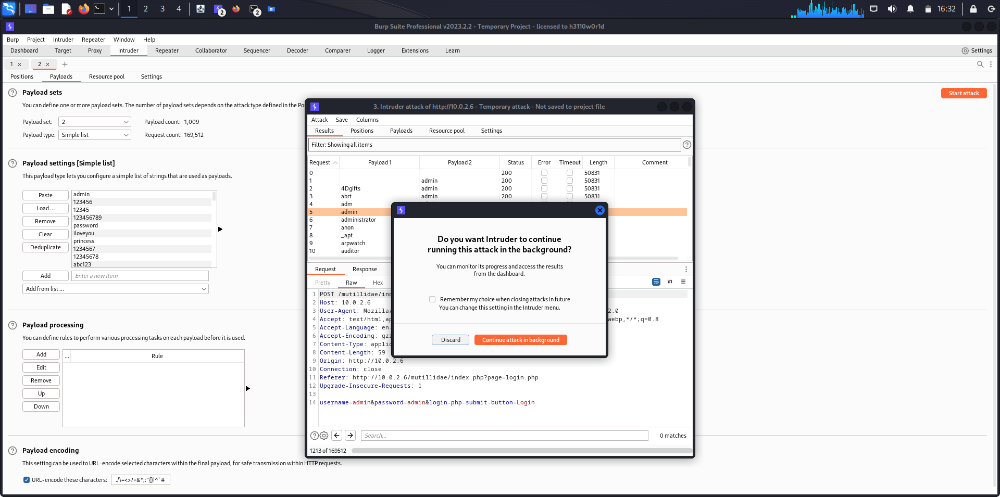 1 2 3 4 2 2 16:32
Burp Suite Professional v2023.2.2 - Temporary Project - licensed to h3110w0r1d
Burp Project Intruder Repeater Window Help
Dashboard Target Proxy Intruder Repeater Collaborator Sequencer Decoder Comparer Logger Extensions Learn Settings
1 × 2 × +
Positions Payloads Resource pool Settings
? Payload sets
Start attack
You can define one or more payload sets. The number of payload sets depends on the attack type defined in the Po
Payload set: 2 Payload count: 1,009
Payload type: Simple list Request count: 169,512
? Payload settings [Simple list]
This payload type lets you configure a simple list of strings that are used as payloads.
Paste
Load ...
Remove
Clear
Deduplicate
admin
123456
12345
123456789
password
iloveyou
princess
1234567
12345678
abc123
Add Enter a new item
Add from list ...
? Payload processing
You can define rules to perform various processing tasks on each payload before it is used.
Add
Edit
Remove
Up
Down
... Rule
? Payload encoding
This setting can be used to URL-encode selected characters within the final payload, for safe transmission within HTTP requests.
URL-encode these characters: ./\=<>?+&*;:"{}|^`#
3. Intruder attack of http://10.0.2.6 - Temporary attack - Not saved to project file
Attack Save Columns
Results Positions Payloads Resource pool Settings
Filter: Showing all items ?
Request Payload 1 Payload 2 Status Error Timeout Length Comment
0 200 50831
1 admin 200 50831
2 4Dgifts admin 200 50831
3 abrt admin 200 50831
4 adm
5 admin
6 administrator
7 anon
8 _apt
9 arpwatch
10 auditor
Request Response
Pretty Raw Hex \n
1 POST /mutillidae/inc
2 Host: 10.0.2.6
3 User-Agent: Mozilla/ 2.0
4 Accept: text/html,ap webp,*/*;q=0.8
5 Accept-Language: en-
6 Accept-Encoding: gzi
7 Content-Type: applic
8 Content-Length: 59
9 Origin: http://10.0.2.6
10 Connection: close
11 Referer: http://10.0.2.6/mutillidae/index.php?page=login.php
12 Upgrade-Insecure-Requests: 1
13
14 username=admin&password=admin&login-php-submit-button=Login
? Search... 0 matches
1213 of 169512
Do you want Intruder to continue
running this attack in the background?
You can monitor its progress and access the results
from the dashboard.
Remember my choice when closing attacks in future
You can change this setting in the Intruder menu.
Discard Continue attack in background